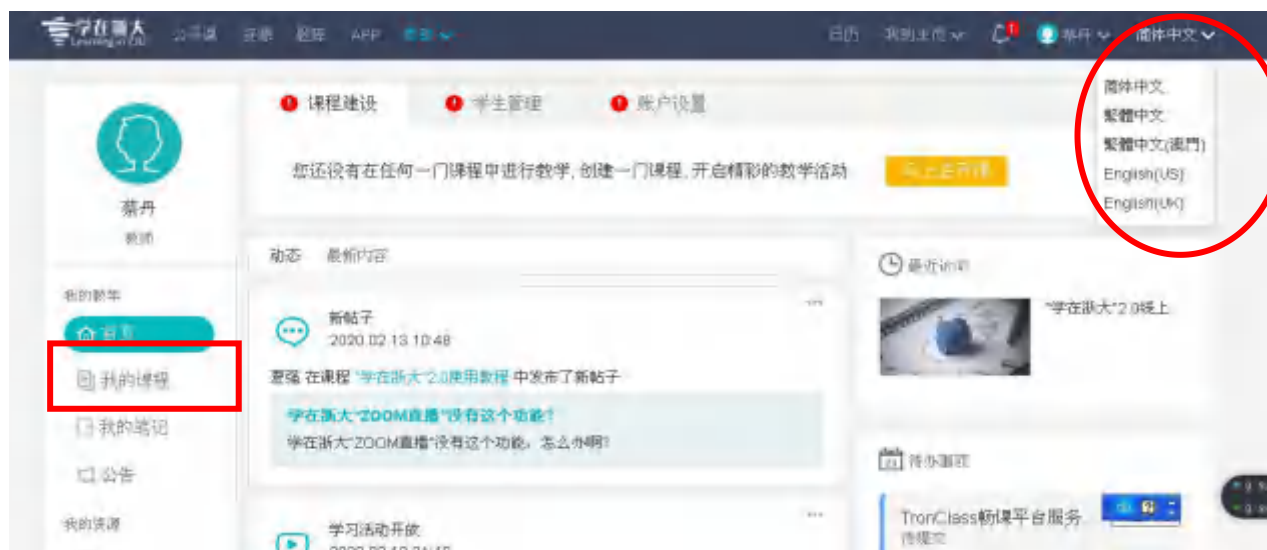 学在浙大
Learning in ZJU
公开课 资源 题库 APP 更多
日历 我的主页 1 蔡丹 简体中文
简体中文
繁體中文
繁體中文(澳門)
English(US)
English(UK)
课程建设 学生管理 账户设置
您还没有在任何一门课程中进行教学, 创建一门课程, 开启精彩的教学活动
蔡丹
教师
动态 最新内容
最近访问
"学在浙大"2.0线上
我的教学
首页
我的课程
我的笔记
公告
我的资源
新帖子
2020.02.13 10:48
在课程 "学在浙大"2.0使用教程 中发布了新帖子
学在浙大"ZOOM直播"没有这个功能?
学在浙大"ZOOM直播"没有这个功能，怎么办啊?
待办事项
TronClass畅课平台服务
待提交
学习活动开放